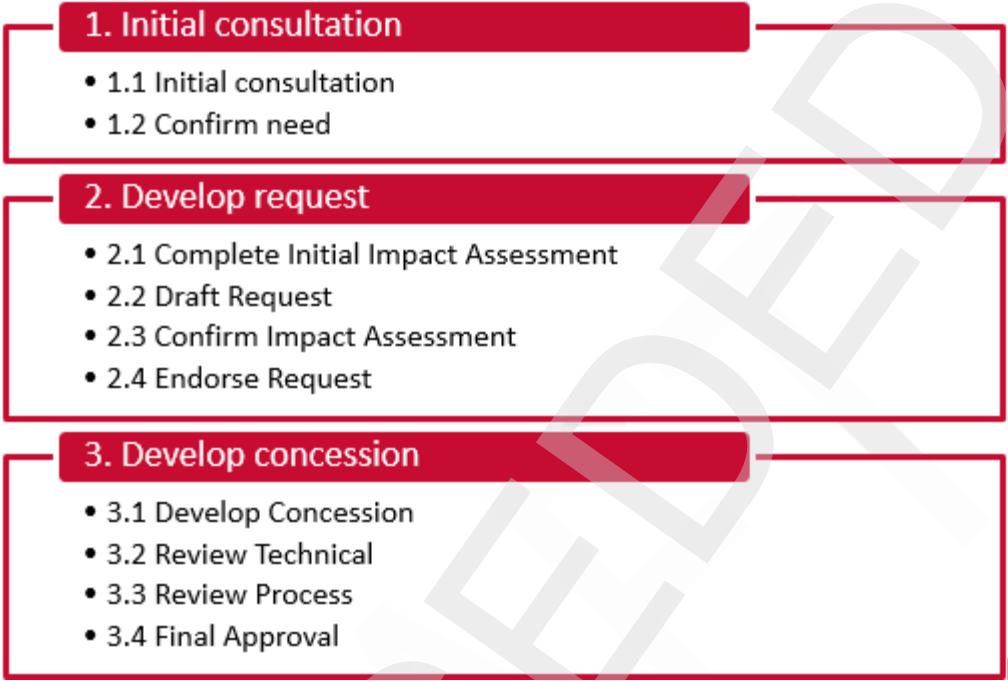 1. Initial consultation
• 1.1 Initial consultation
• 1.2 Confirm need
2. Develop request
• 2.1 Complete Initial Impact Assessment
• 2.2 Draft Request
• 2.3 Confirm Impact Assessment
• 2.4 Endorse Request
3. Develop concession
• 3.1 Develop Concession
• 3.2 Review Technical
• 3.3 Review Process
• 3.4 Final Approval